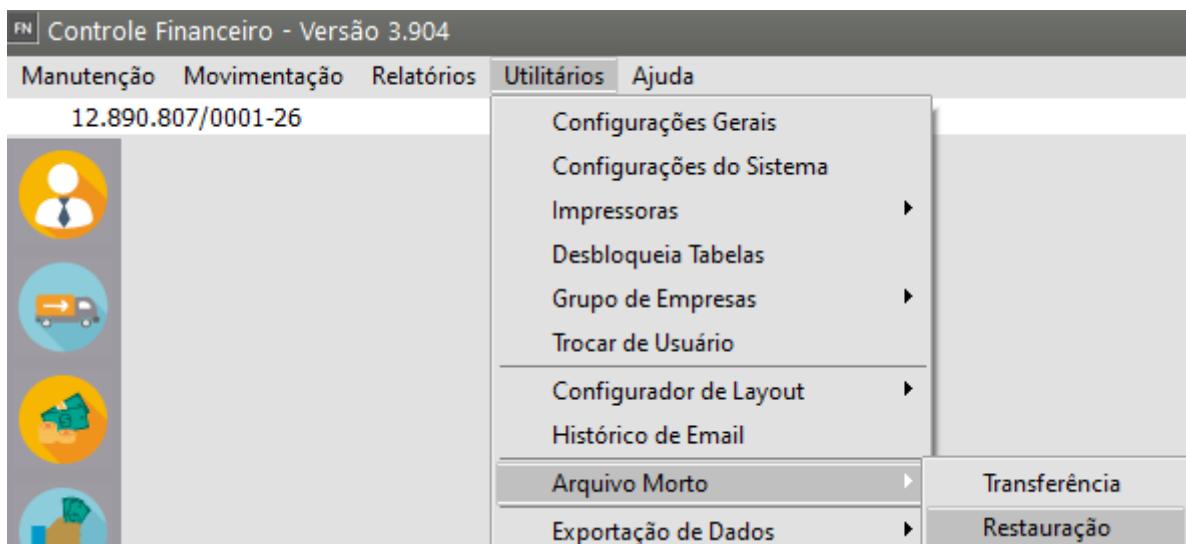 FN Controle Financeiro - Versão 3.904
Manutenção Movimentação Relatórios Utilitários Ajuda
12.890.807/0001-26
Configurações Gerais
Configurações do Sistema
Impressoras
Desbloqueia Tabelas
Grupo de Empresas
Trocar de Usuário
Configurador de Layout
Histórico de Email
Arquivo Morto
Transferência
Exportação de Dados
Restauração